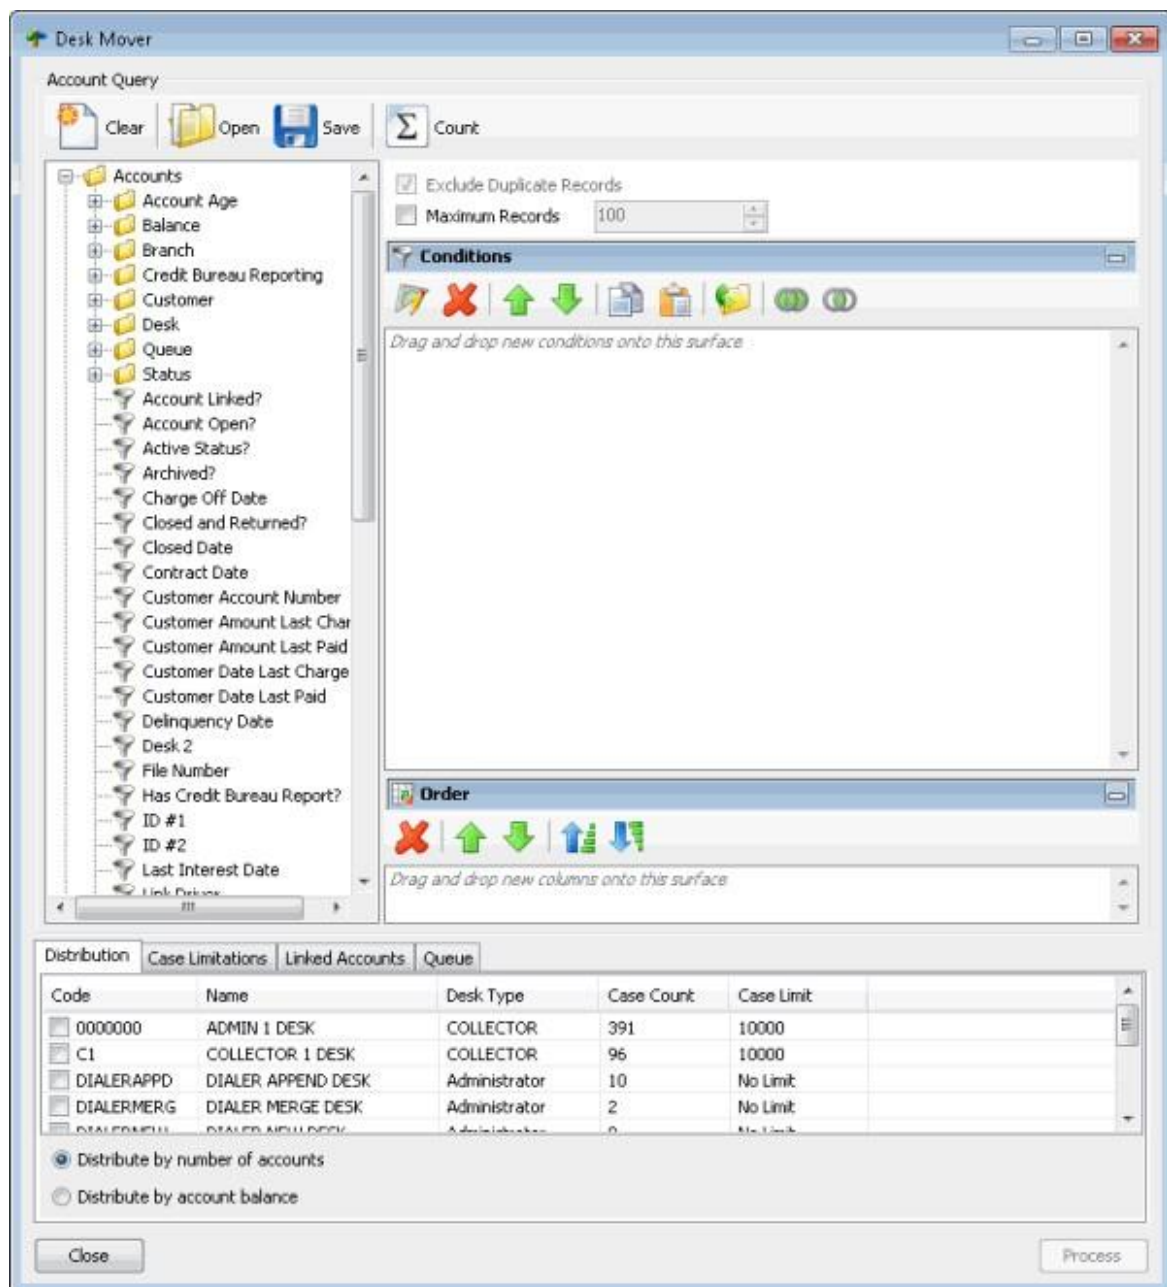 Desk Mover
Account Query
Clear Open Save Count
Accounts
Account Age
Balance
Branch
Credit Bureau Reporting
Customer
Desk
Queue
Status
Account Linked?
Account Open?
Active Status?
Archived?
Charge Off Date
Closed and Returned?
Closed Date
Contract Date
Customer Account Number
Customer Amount Last Char
Customer Amount Last Paid
Customer Date Last Charge
Customer Date Last Paid
Delinquency Date
Desk 2
File Number
Has Credit Bureau Report?
ID #1
ID #2
Last Interest Date
Exclude Duplicate Records
Maximum Records 100
Conditions
Drag and drop new conditions onto this surface
Order
Drag and drop new columns onto this surface
Distribution Case Limitations Linked Accounts Queue
Code Name Desk Type Case Count Case Limit
0000000 ADMIN 1 DESK COLLECTOR 391 10000
C1 COLLECTOR 1 DESK COLLECTOR 96 10000
DIALERAPPD DIALER APPEND DESK Administrator 10 No Limit
DIALERMERG DIALER MERGE DESK Administrator 2 No Limit
Distribute by number of accounts
Distribute by account balance
Close Process